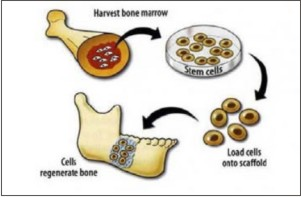 Harvest bone marrow
Stem cells
Load cells
onto scaffold
Cells
regenerate bone